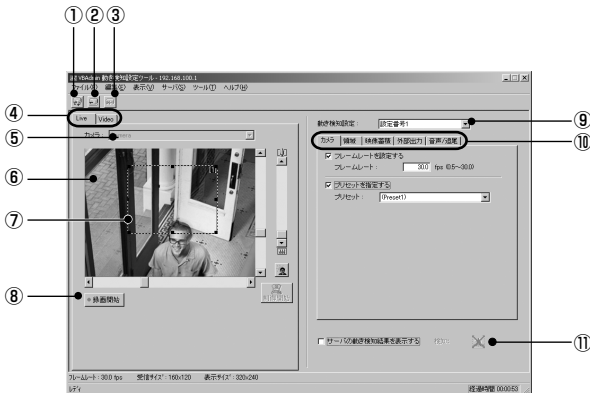 ① ② ③
VBAdmin 動き検知設定ツール - 192.168.100.1
ファイル(F) 編集(E) 表示(V) サーバ(S) ツール(T) ヘルプ(H)
④
Live Video
⑤
カメラ:
動き検知設定: 設定番号1
⑨
カメラ 領域 映像蓄積 外部出力 音声/追尾
⑩
フレームレートを設定する
フレームレート: 30.0 fps (0.5~30.0)
⑥
プリセットを指定する
プリセット: (Preset1)
⑦
⑧
録画開始
サーバの動き検知結果を表示する
⑪
フレームレート: 30.0 fps 受信サイズ: 160x120 表示サイズ: 320x240
レディ
経過時間 00:00:53